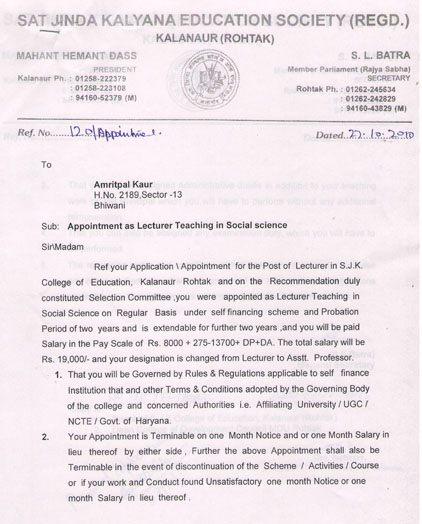 SAT JINDA KALYANA EDUCATION SOCIETY (REGD.)
KALANAUR (ROHTAK)
MAHANT HEMANT DASS
PRESIDENT
Kalanaur Ph. : 01258-222379
: 01258-223108
: 94160-52379 (M)
S. L. BATRA
Member Parliament (Rajya Sabha)
SECRETARY
Rohtak Ph. : 01262-245634
: 01262-242829
: 94160-43829 (M)
Ref. No.
Dated. 22.10.2010
To
Amritpal Kaur
H.No. 2189,Sector -13
Bhiwani
Sub: Appointment as Lecturer Teaching in Social science
Sir\Madam
Ref your Application \ Appointment for the Post of Lecturer in S.J.K.
College of Education, Kalanaur Rohtak and on the Recommendation duly
constituted Selection Committee ,you were appointed as Lecturer Teaching in
Social Science on Regular Basis under self financing scheme and Probation
Period of two years and is extendable for further two years ,and you will be paid
Salary in the Pay Scale of Rs. 8000 + 275-13700+ DP+DA. The total salary will be
Rs. 19,000/- and your designation is changed from Lecturer to Asstt. Professor.
1. That you will be Governed by Rules & Regulations applicable to self finance
Institution that and other Terms & Conditions adopted by the Governing Body
of the college and concerned Authorities i.e. Affiliating University / UGC /
NCTE / Govt. of Haryana.
2. Your Appointment is Terminable on one Month Notice and or one Month Salary in
lieu thereof by either side , Further the above Appointment shall also be
Terminable in the event of discontinuation of the Scheme / Activities / Course
or if your work and Conduct found Unsatisfactory one month Notice or one
month Salary in lieu thereof .